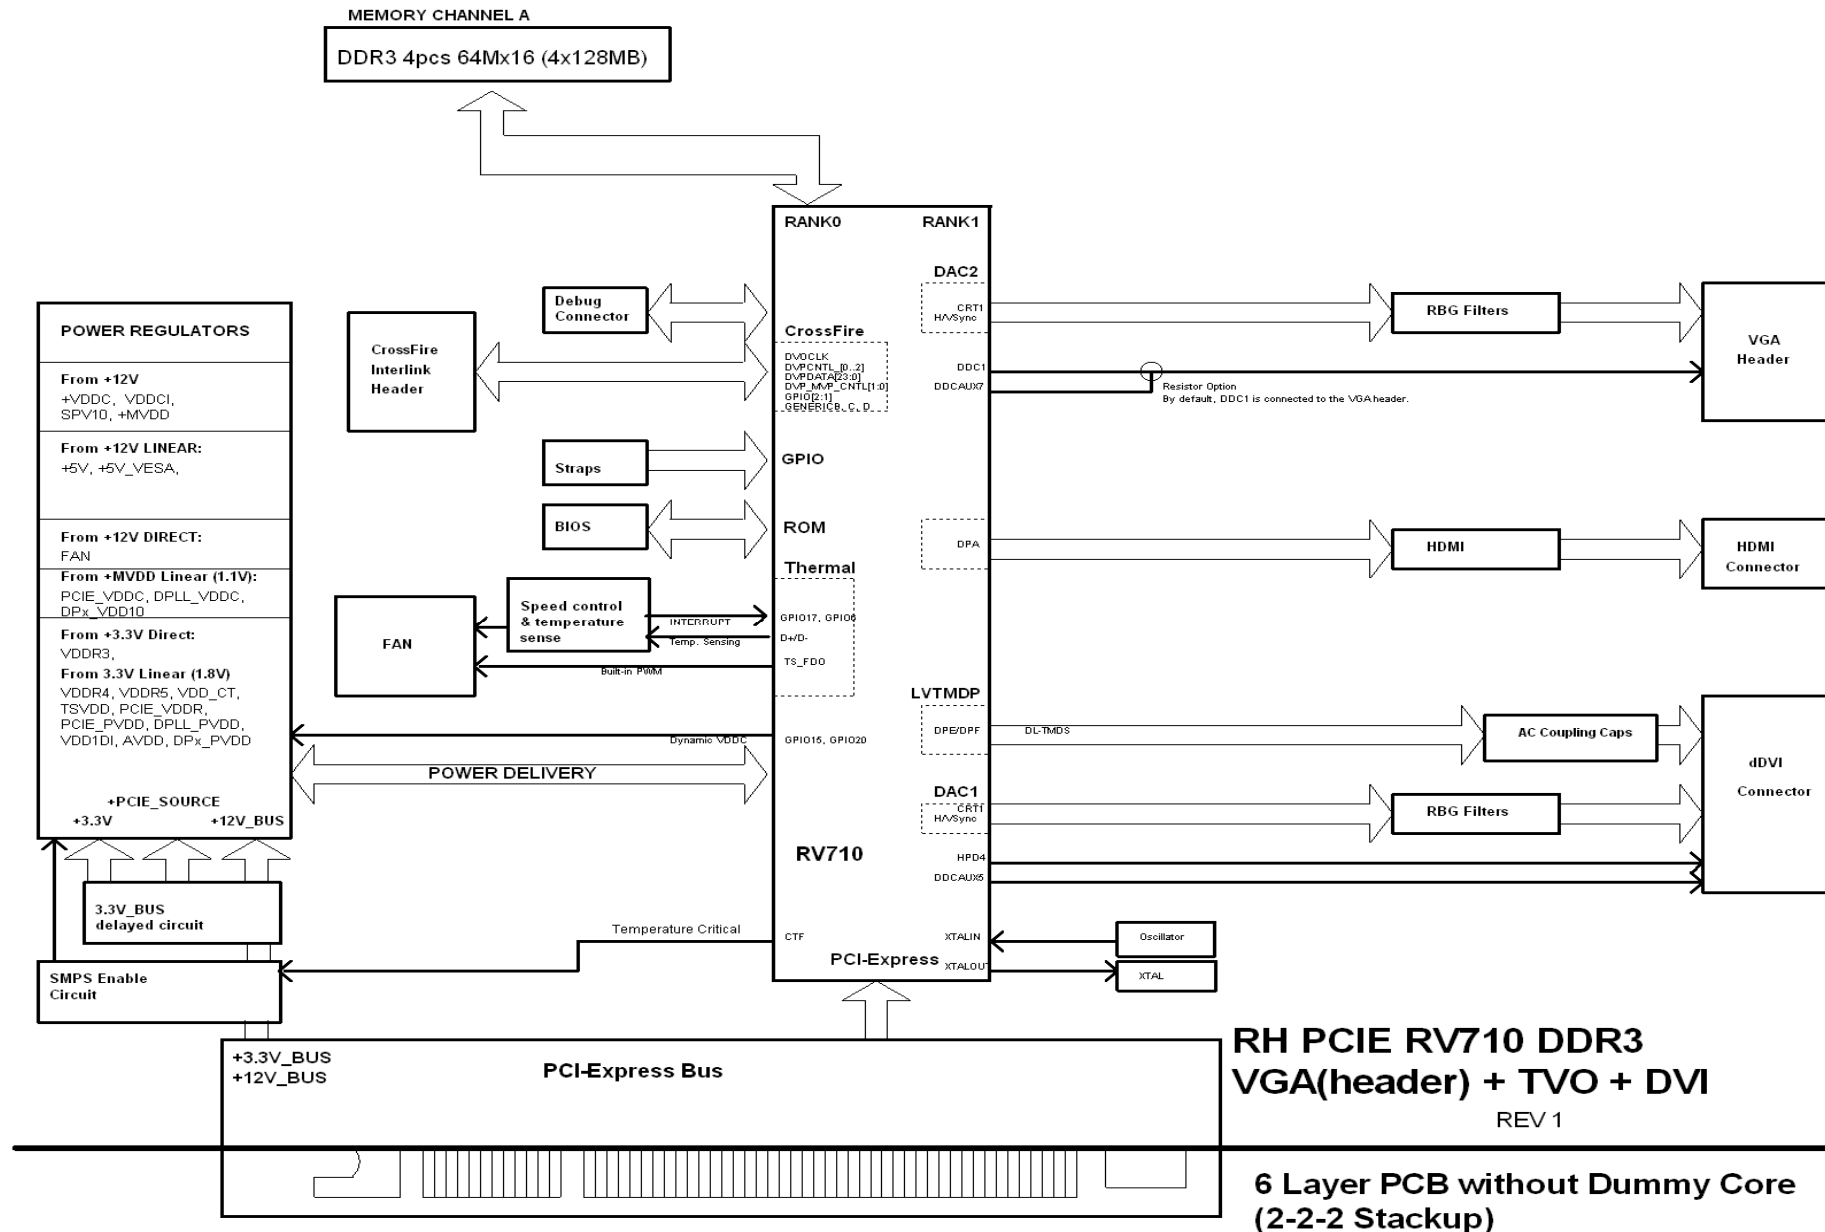 MEMORY CHANNEL A
DDR3 4pcs 64Mx16 (4x128MB)
RANK0
RANK1
DAC2
CRT1
H/V/Sync
DDC1
DDCAUX7
Resistor Option
By default, DDC1 is connected to the VGA header.
RBG Filters
VGA
Header
Debug
Connector
CrossFire
Interlink
Header
CrossFire
DVOCLK
DVPCNTL_[0..2]
DVPDATA[23:0]
DVP_MVP_CNTL[1:0]
GPIO[2:1]
GENERICB, C, D
Straps
GPIO
BIOS
ROM
DPA
HDMI
HDMI
Connector
Thermal
Speed control
& temperature
sense
FAN
INTERRUPT
Temp. Sensing
Built-in PWM
GPIO17, GPIO6
D+/D-
TS_FDO
POWER REGULATORS
From +12V
+VDDC, VDDCI,
SPV10, +MVDD
From +12V LINEAR:
+5V, +5V_VESA,
From +12V DIRECT:
FAN
From +MVDD Linear (1.1V):
PCIE_VDDC, DPLL_VDDC,
DPx_VDD10
From +3.3V Direct:
VDDR3,
From 3.3V Linear (1.8V)
VDDR4, VDDR5, VDD_CT,
TSVDD, PCIE_VDDR,
PCIE_PVDD, DPLL_PVDD,
VDD1DI, AVDD, DPx_PVDD
+PCIE_SOURCE
+3.3V
+12V_BUS
Dynamic VDDC
GPIO15, GPIO20
POWER DELIVERY
LVTMDP
DPE/DPF
DL-TMDS
AC Coupling Caps
dDVI
Connector
DAC1
CRT1
H/V/Sync
RBG Filters
RV710
HPD4
DDCAUX5
3.3V_BUS
delayed circuit
SMPS Enable
Circuit
Temperature Critical
CTF
XTALIN
Oscillator
PCI-Express
XTALOUT
XTAL
+3.3V_BUS
+12V_BUS
PCI-Express Bus
RH PCIE RV710 DDR3
VGA(header) + TVO + DVI
REV 1
6 Layer PCB without Dummy Core
(2-2-2 Stackup)